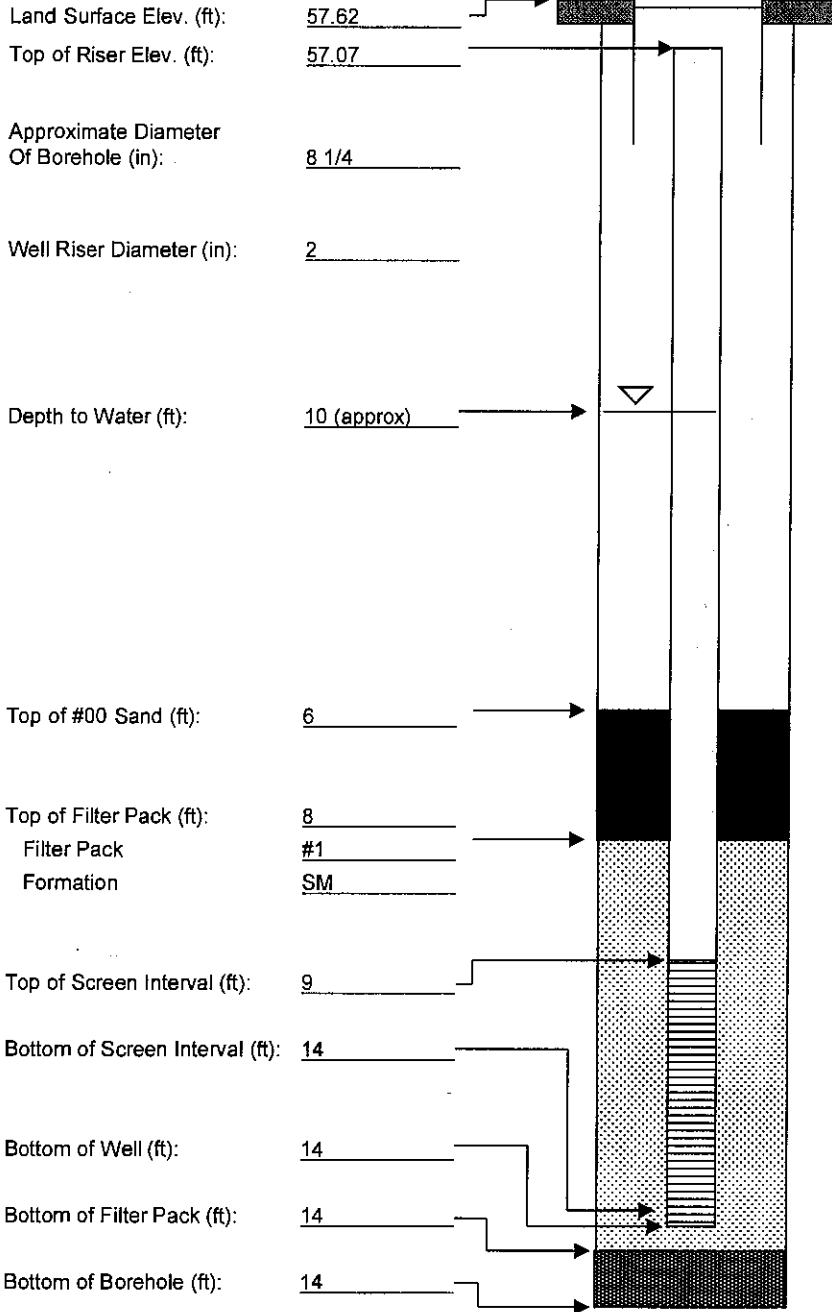 Land Surface Elev. (ft): 57.62
Top of Riser Elev. (ft): 57.07
Approximate Diameter
Of Borehole (in): 8 1/4
Well Riser Diameter (in): 2
Depth to Water (ft): 10 (approx)
Top of #00 Sand (ft): 6
Top of Filter Pack (ft): 8
Filter Pack #1
Formation SM
Top of Screen Interval (ft): 9
Bottom of Screen Interval (ft): 14
Bottom of Well (ft): 14
Bottom of Filter Pack (ft): 14
Bottom of Borehole (ft): 14